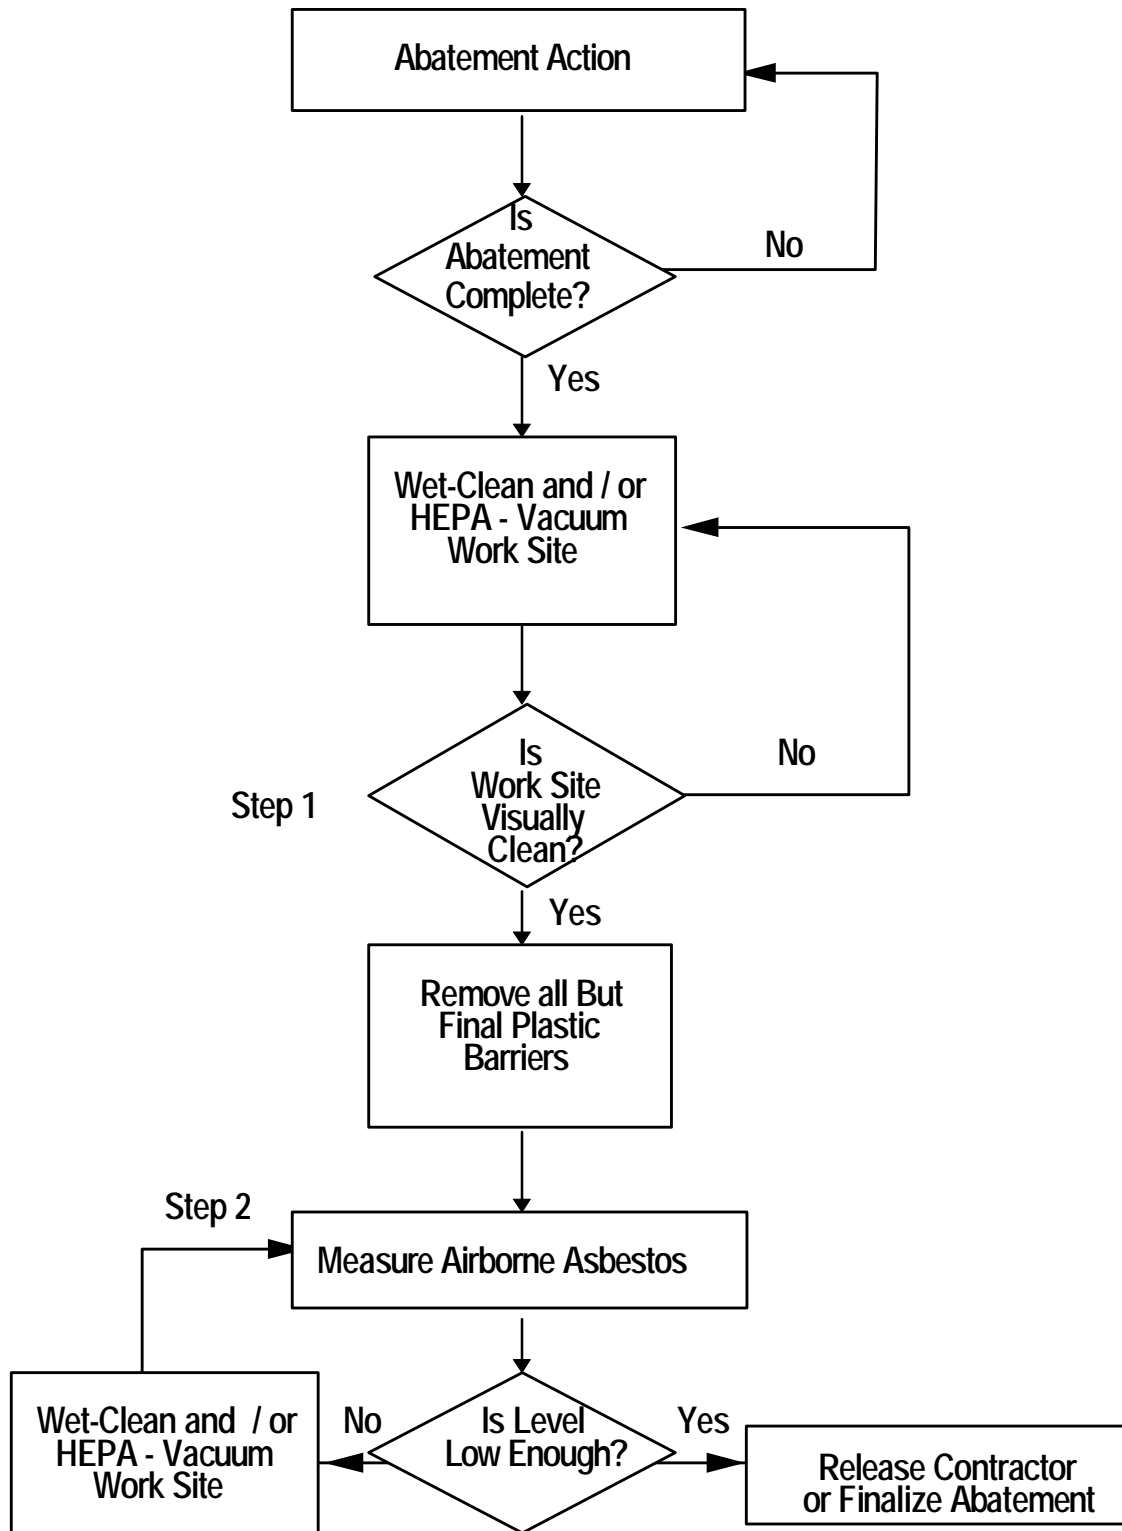 Abatement Action
Is
Abatement
Complete?
No
Yes
Wet-Clean and / or
HEPA - Vacuum
Work Site
Is
Work Site
Visually
Clean?
No
Step 1
Yes
Remove all But
Final Plastic
Barriers
Step 2
Measure Airborne Asbestos
Wet-Clean and / or
HEPA - Vacuum
Work Site
No
Is Level
Low Enough?
Yes
Release Contractor
or Finalize Abatement